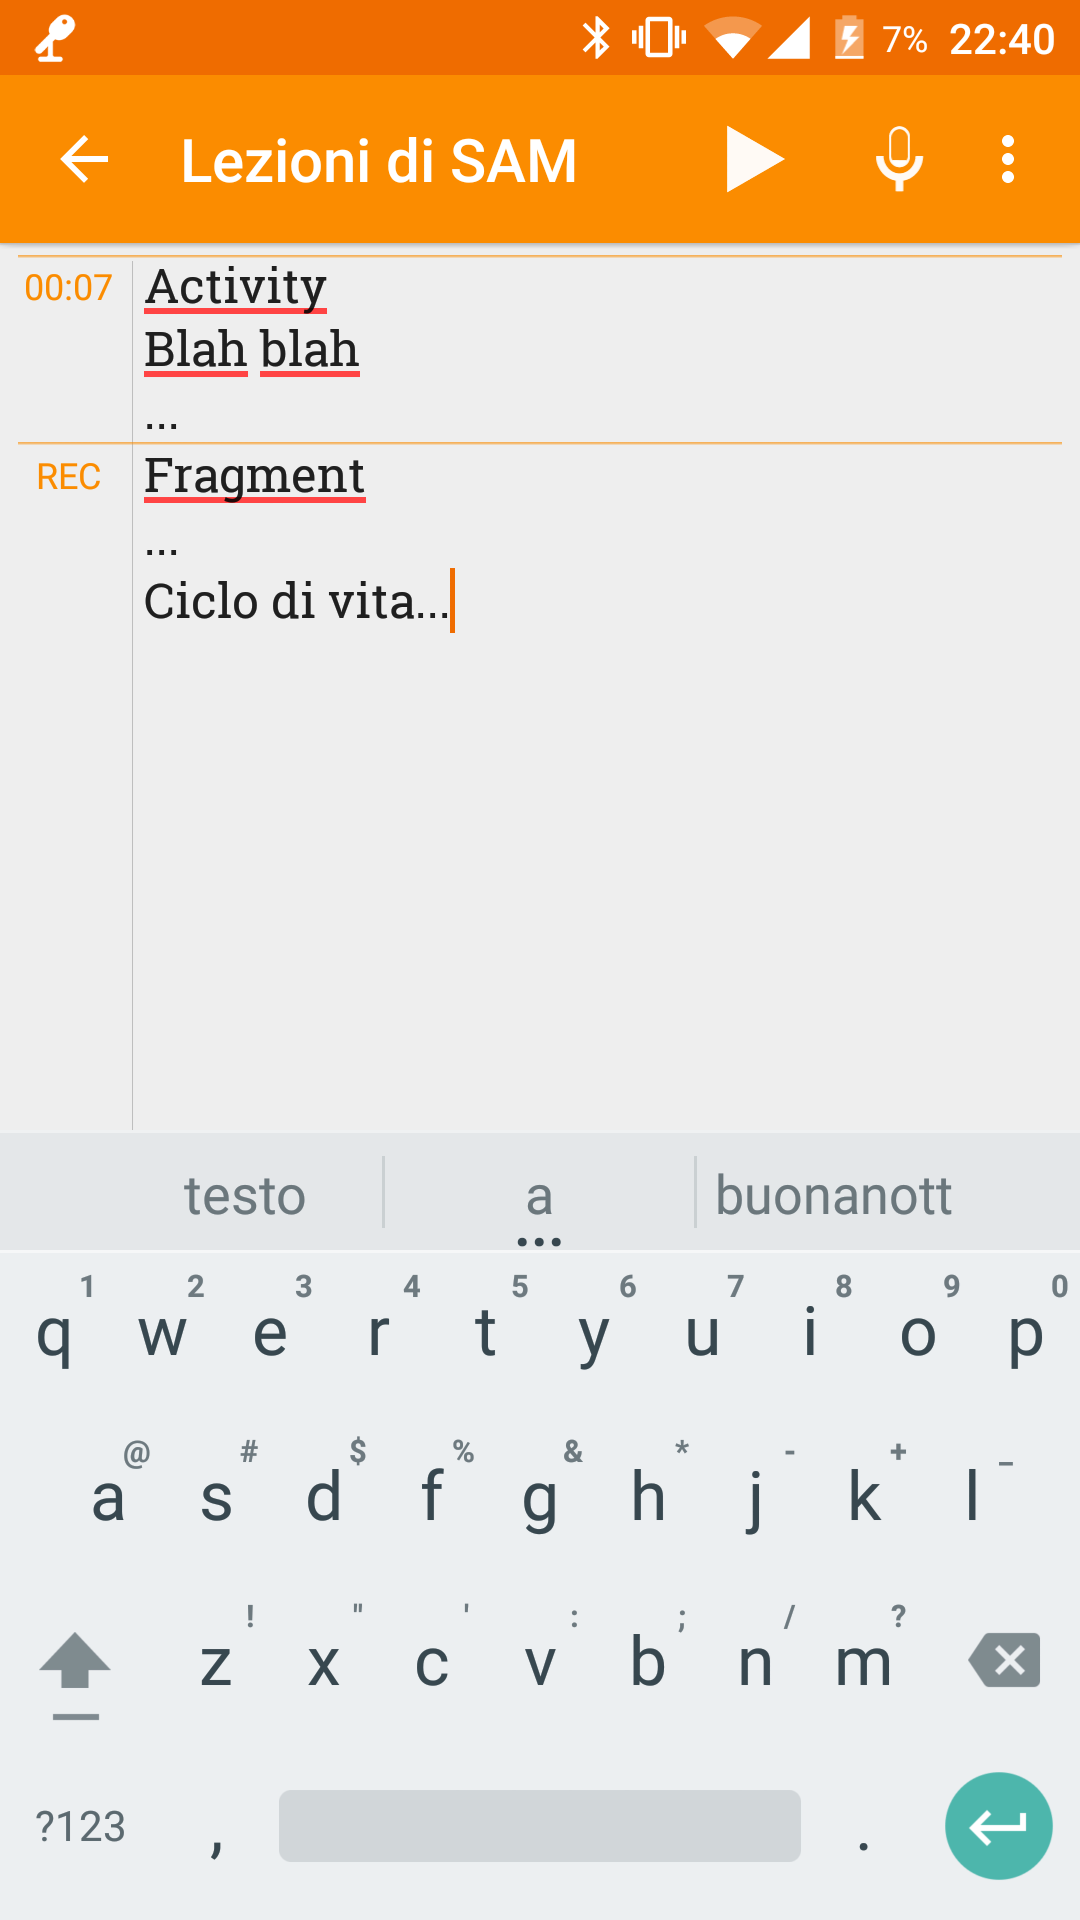 7% 22:40
Lezioni di SAM
00:07 Activity
Blah blah
...
REC Fragment
...
Ciclo di vita...
testo a buonanott
...
1 2 3 4 5 6 7 8 9 0
q w e r t y u i o p
@ # $ % & * - + _
a s d f g h j k l
! " ' : ; / ?
z x c v b n m
?123 , .